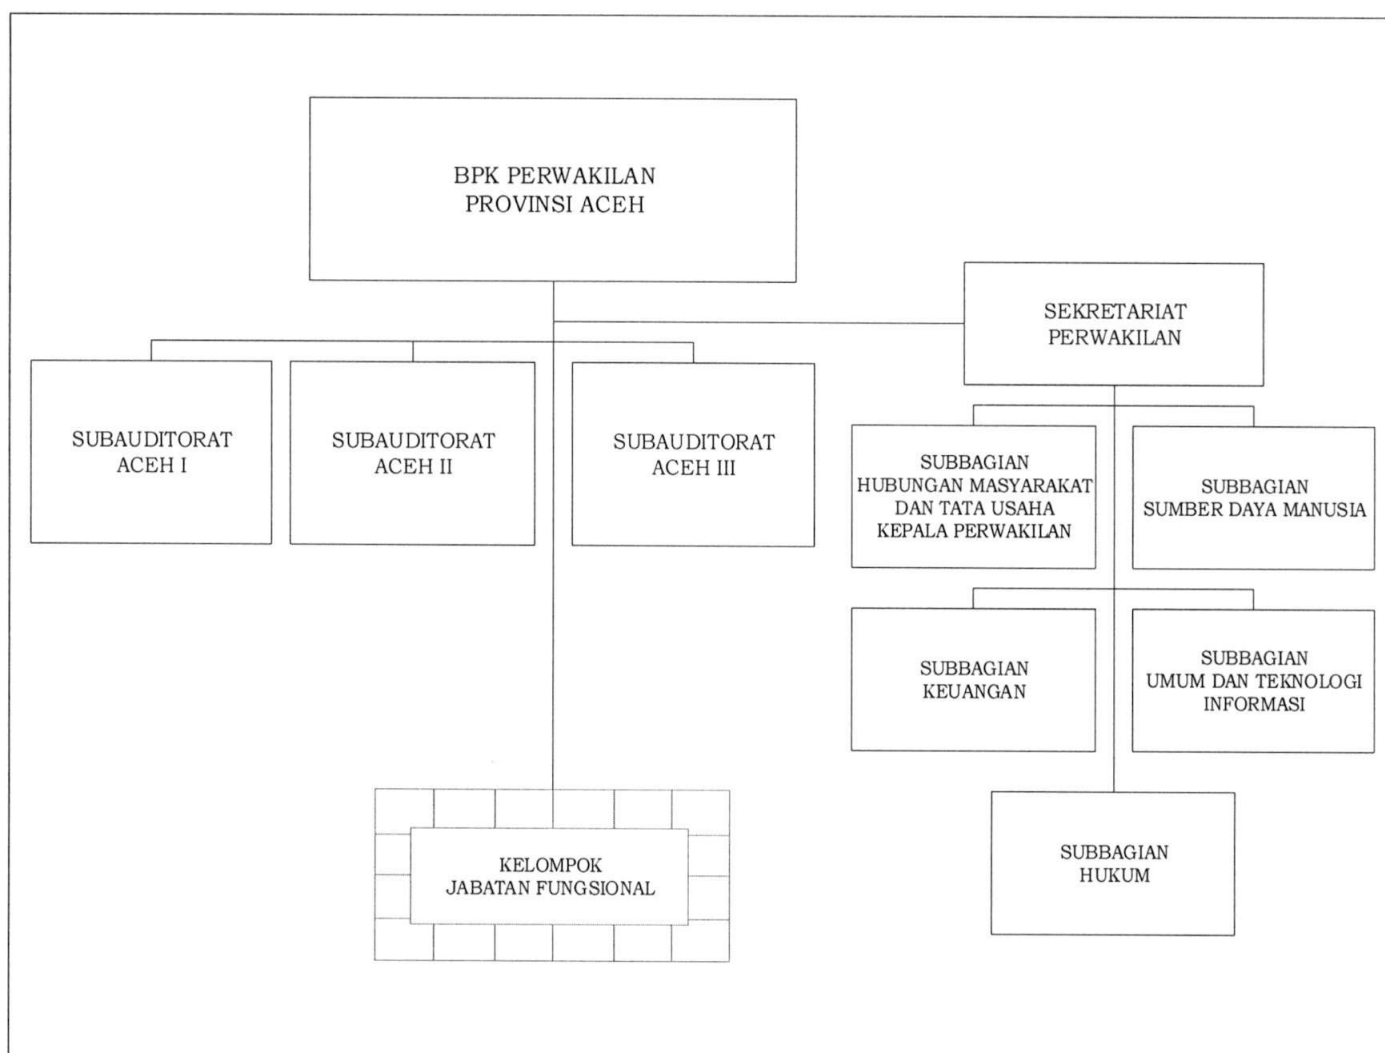 BPK PERWAKILAN
PROVINSI ACEH
SEKRETARIAT
PERWAKILAN
SUBAUDITORAT
ACEH I
SUBAUDITORAT
ACEH II
SUBAUDITORAT
ACEH III
SUBBAGIAN
HUBUNGAN MASYARAKAT
DAN TATA USAHA
KEPALA PERWAKILAN
SUBBAGIAN
SUMBER DAYA MANUSIA
SUBBAGIAN
KEUANGAN
SUBBAGIAN
UMUM DAN TEKNOLOGI
INFORMASI
KELOMPOK
JABATAN FUNGSIONAL
SUBBAGIAN
HUKUM